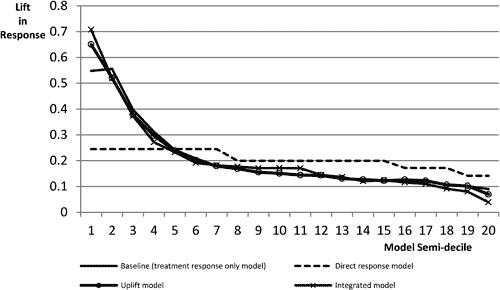 Lift
in
Response
0.8
0.7
0.6
0.5
0.4
0.3
0.2
0.1
0
1 2 3 4 5 6 7 8 9 10 11 12 13 14 15 16 17 18 19 20
Model Semi-decile
Baseline (treatment response only model)
Direct response model
Uplift model
Integrated model